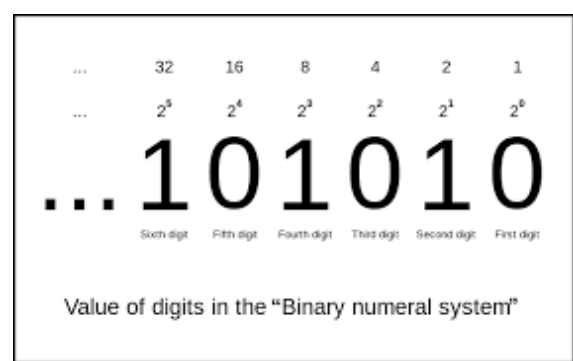 ... 32 16 8 4 2 1
... 2⁵ 2⁴ 2³ 2² 2¹ 2⁰
...101010
Sixth digit Fifth digit Fourth digit Third digit Second digit First digit
Value of digits in the “Binary numeral system”